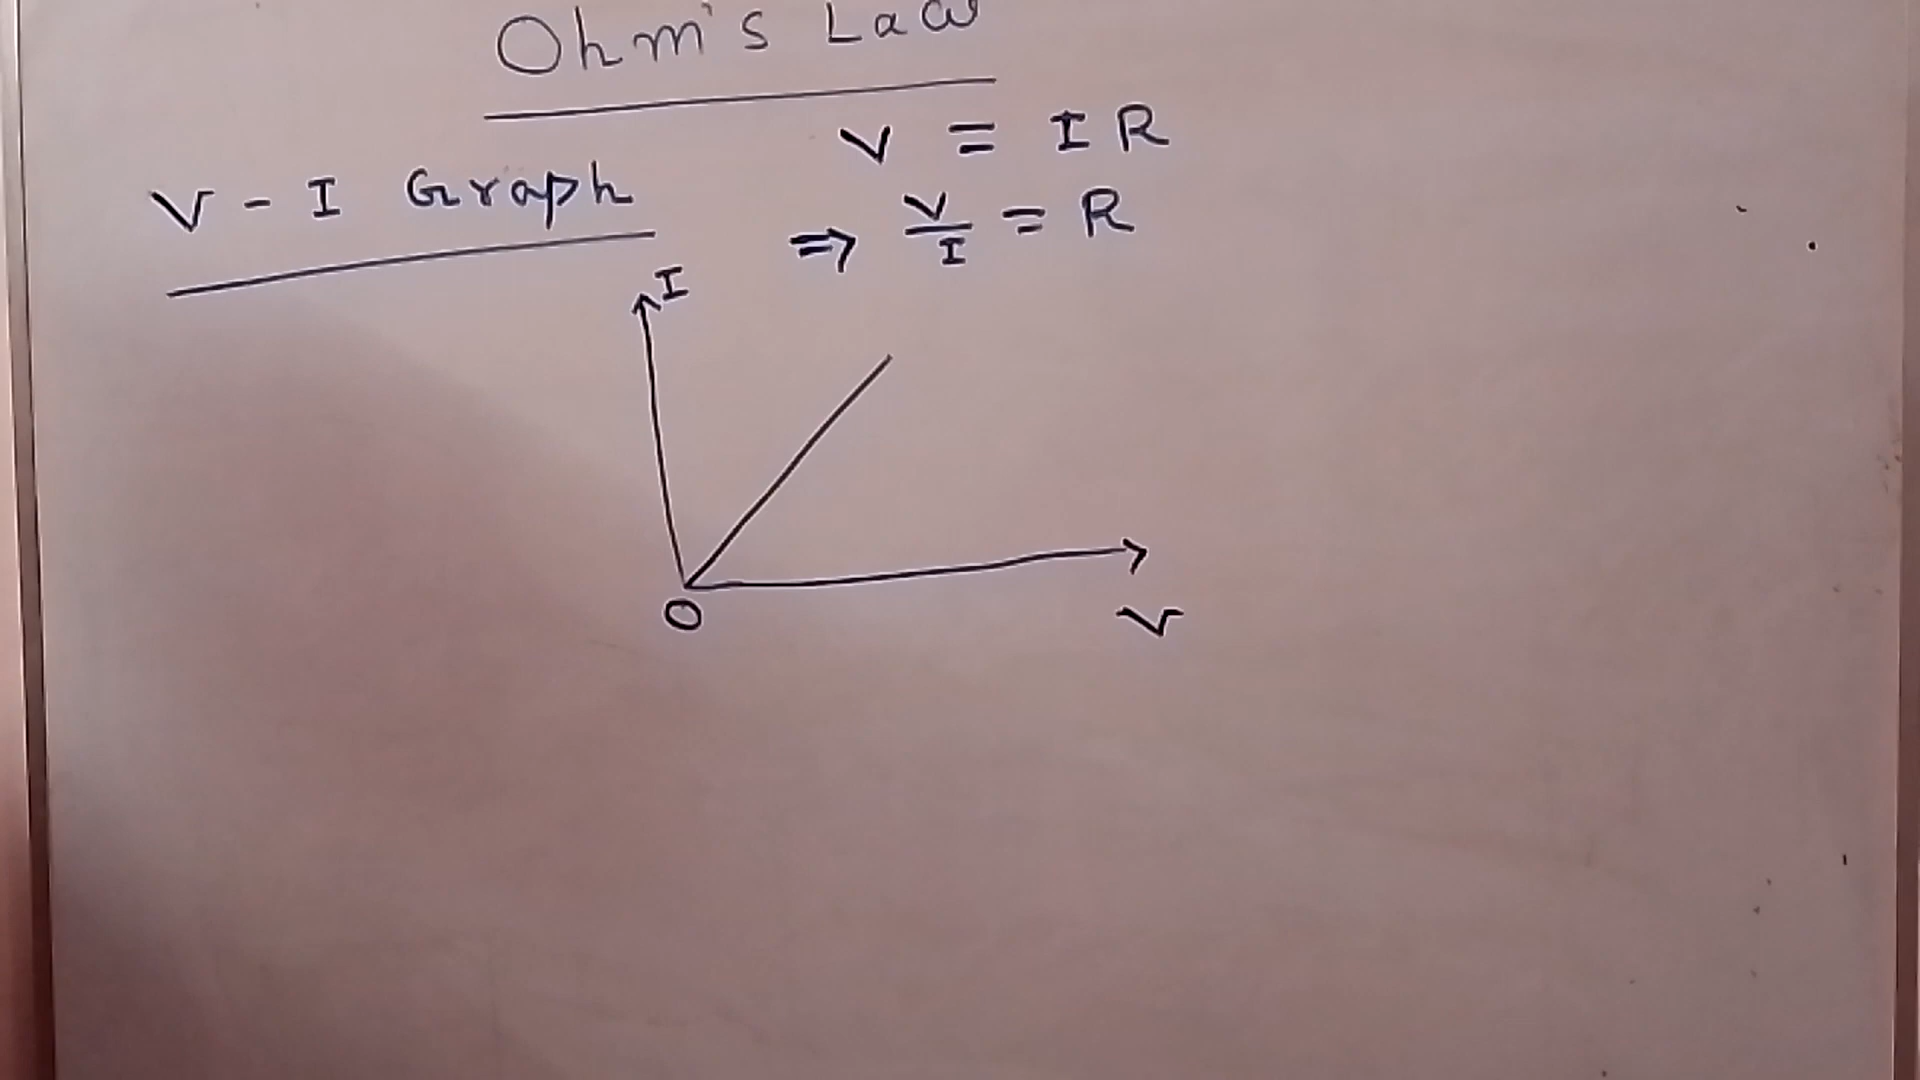 Ohm's Law
V = IR
V - I Graph
⇒ V/I = R
I
O
V